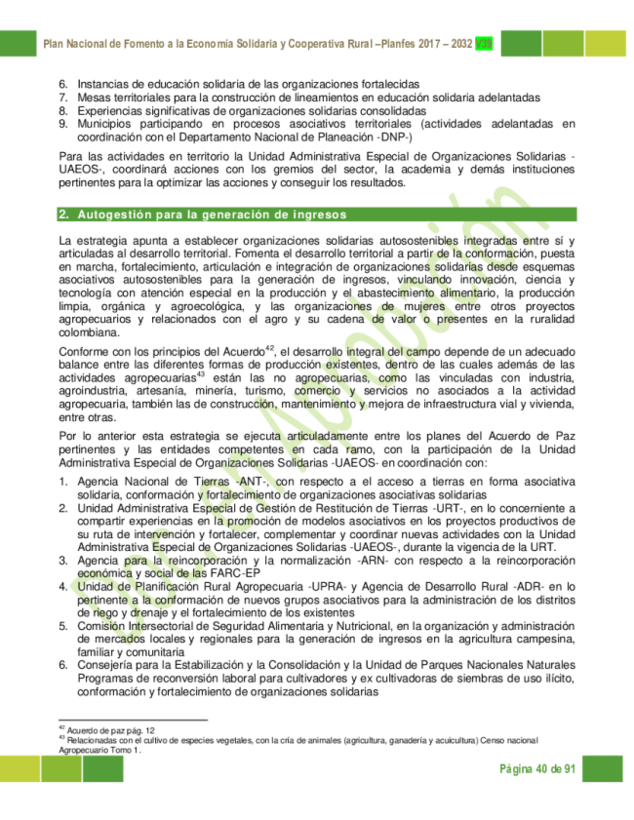 Plan Nacional de Fomento a la Economía Solidaria y Cooperativa Rural –Planfes 2017 – 2032 v39
6. Instancias de educación solidaria de las organizaciones fortalecidas
7. Mesas territoriales para la construcción de lineamientos en educación solidaria adelantadas
8. Experiencias significativas de organizaciones solidarias consolidadas
9. Municipios participando en procesos asociativos territoriales (actividades adelantadas en
coordinación con el Departamento Nacional de Planeación -DNP-)
Para las actividades en territorio la Unidad Administrativa Especial de Organizaciones Solidarias -
UAEOS-, coordinará acciones con los gremios del sector, la academia y demás instituciones
pertinentes para la optimizar las acciones y conseguir los resultados.
2. Autogestión para la generación de ingresos
La estrategia apunta a establecer organizaciones solidarias autosostenibles integradas entre sí y
articuladas al desarrollo territorial. Fomenta el desarrollo territorial a partir de la conformación, puesta
en marcha, fortalecimiento, articulación e integración de organizaciones solidarias desde esquemas
asociativos autosostenibles para la generación de ingresos, vinculando innovación, ciencia y
tecnología con atención especial en la producción y el abastecimiento alimentario, la producción
limpia, orgánica y agroecológica, y las organizaciones de mujeres entre otros proyectos
agropecuarios y relacionados con el agro y su cadena de valor o presentes en la ruralidad
colombiana.
Conforme con los principios del Acuerdo42, el desarrollo integral del campo depende de un adecuado
balance entre las diferentes formas de producción existentes, dentro de las cuales además de las
actividades agropecuarias43 están las no agropecuarias, como las vinculadas con industria,
agroindustria, artesanía, minería, turismo, comercio y servicios no asociados a la actividad
agropecuaria, también las de construcción, mantenimiento y mejora de infraestructura vial y vivienda,
entre otras.
Por lo anterior esta estrategia se ejecuta articuladamente entre los planes del Acuerdo de Paz
pertinentes y las entidades competentes en cada ramo, con la participación de la Unidad
Administrativa Especial de Organizaciones Solidarias -UAEOS- en coordinación con:
1. Agencia Nacional de Tierras -ANT-, con respecto al acceso a tierras en forma asociativa
solidaria, conformación y fortalecimiento de organizaciones asociativas solidarias
2. Unidad Administrativa Especial de Gestión de Restitución de Tierras -URT-, en lo concerniente a
compartir experiencias en la promoción de modelos asociativos en los proyectos productivos de
su ruta de intervención y fortalecer, complementar y coordinar nuevas actividades con la Unidad
Administrativa Especial de Organizaciones Solidarias -UAEOS-, durante la vigencia de la URT.
3. Agencia para la reincorporación y la normalización -ARN- con respecto a la reincorporación
económica y social de las FARC-EP
4. Unidad de Planificación Rural Agropecuaria -UPRA- y Agencia de Desarrollo Rural -ADR- en lo
pertinente a la conformación de nuevos grupos asociativos para la administración de los distritos
de riego y drenaje y el fortalecimiento de los existentes
5. Comisión Intersectorial de Seguridad Alimentaria y Nutricional, en la organización y administración
de mercados locales y regionales para la generación de ingresos en la agricultura campesina,
familiar y comunitaria
6. Consejería para la Estabilización y la Consolidación y la Unidad de Parques Nacionales Naturales
Programas de reconversión laboral para cultivadores y ex cultivadoras de siembras de uso ilícito,
conformación y fortalecimiento de organizaciones solidarias
42 Acuerdo de paz pág. 12
43 Relacionadas con el cultivo de especies vegetales, con la cría de animales (agricultura, ganadería y acuicultura) Censo nacional
Agropecuario Tomo 1.
Página 40 de 91